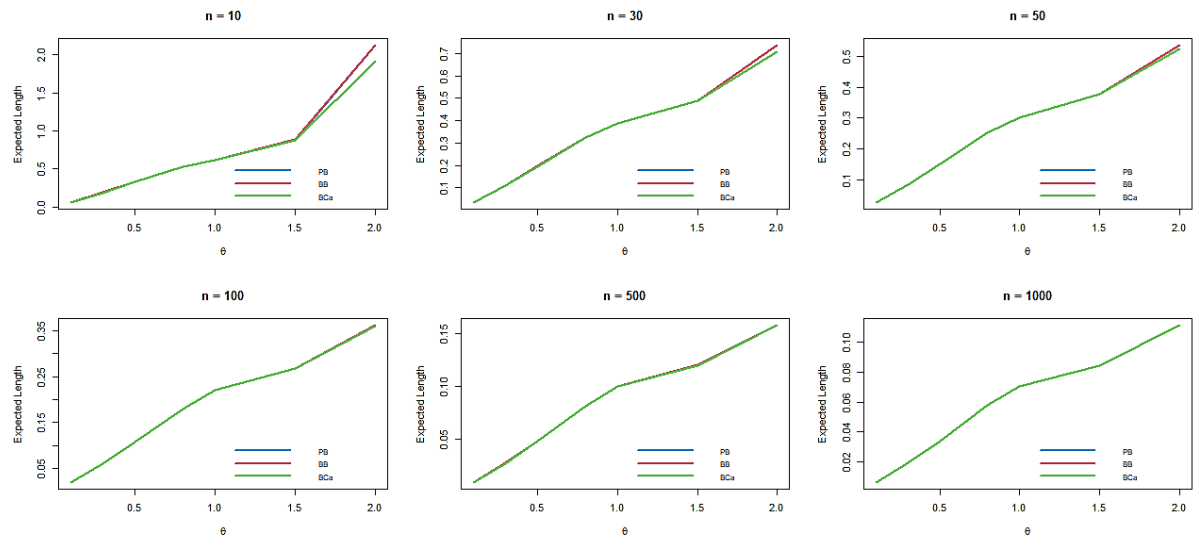 n = 10
Expected Length
0.0 0.5 1.0 1.5 2.0
PB
BB
BCa
0.5 1.0 1.5 2.0
θ
n = 30
Expected Length
0.1 0.2 0.3 0.4 0.5 0.6 0.7
PB
BB
BCa
0.5 1.0 1.5 2.0
θ
n = 50
Expected Length
0.1 0.2 0.3 0.4 0.5
PB
BB
BCa
0.5 1.0 1.5 2.0
θ
n = 100
Expected Length
0.05 0.15 0.25 0.35
PB
BB
BCa
0.5 1.0 1.5 2.0
θ
n = 500
Expected Length
0.05 0.10 0.15
PB
BB
BCa
0.5 1.0 1.5 2.0
θ
n = 1000
Expected Length
0.02 0.04 0.06 0.08 0.10
PB
BB
BCa
0.5 1.0 1.5 2.0
θ